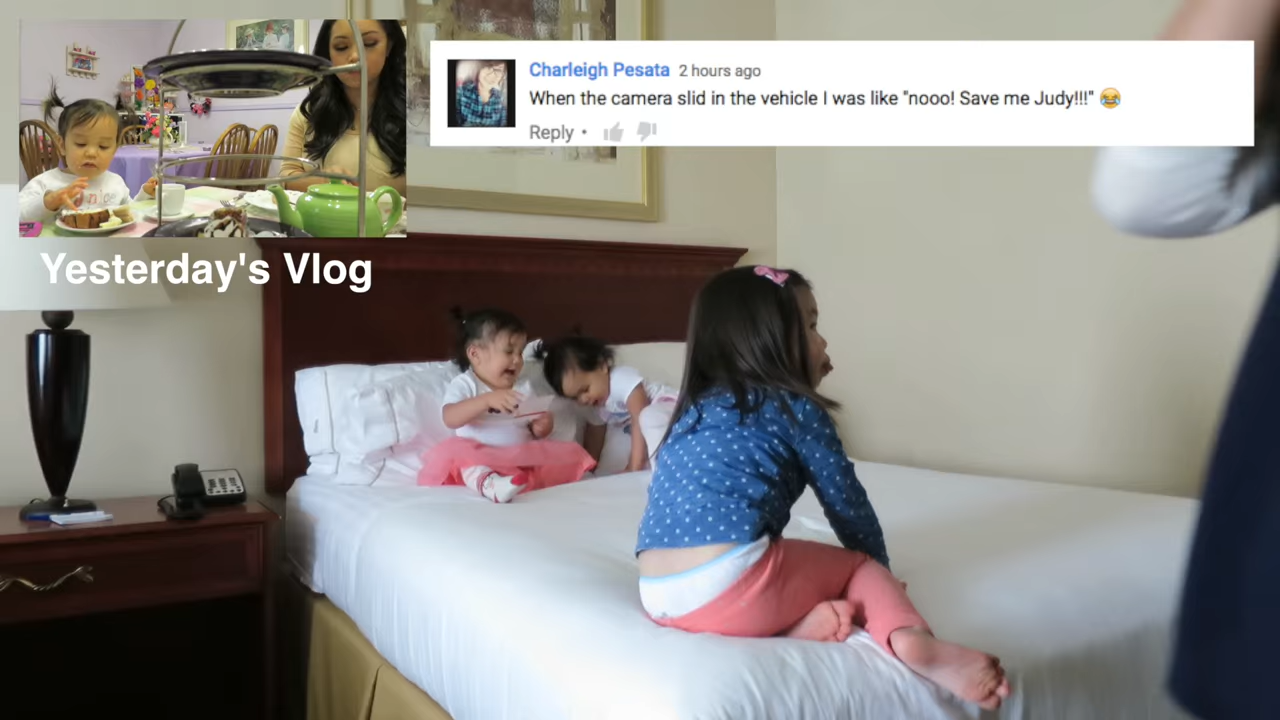 Charleigh Pesata 2 hours ago
When the camera slid in the vehicle I was like "nooo! Save me Judy!!!" 😂
Reply •
Yesterday's Vlog